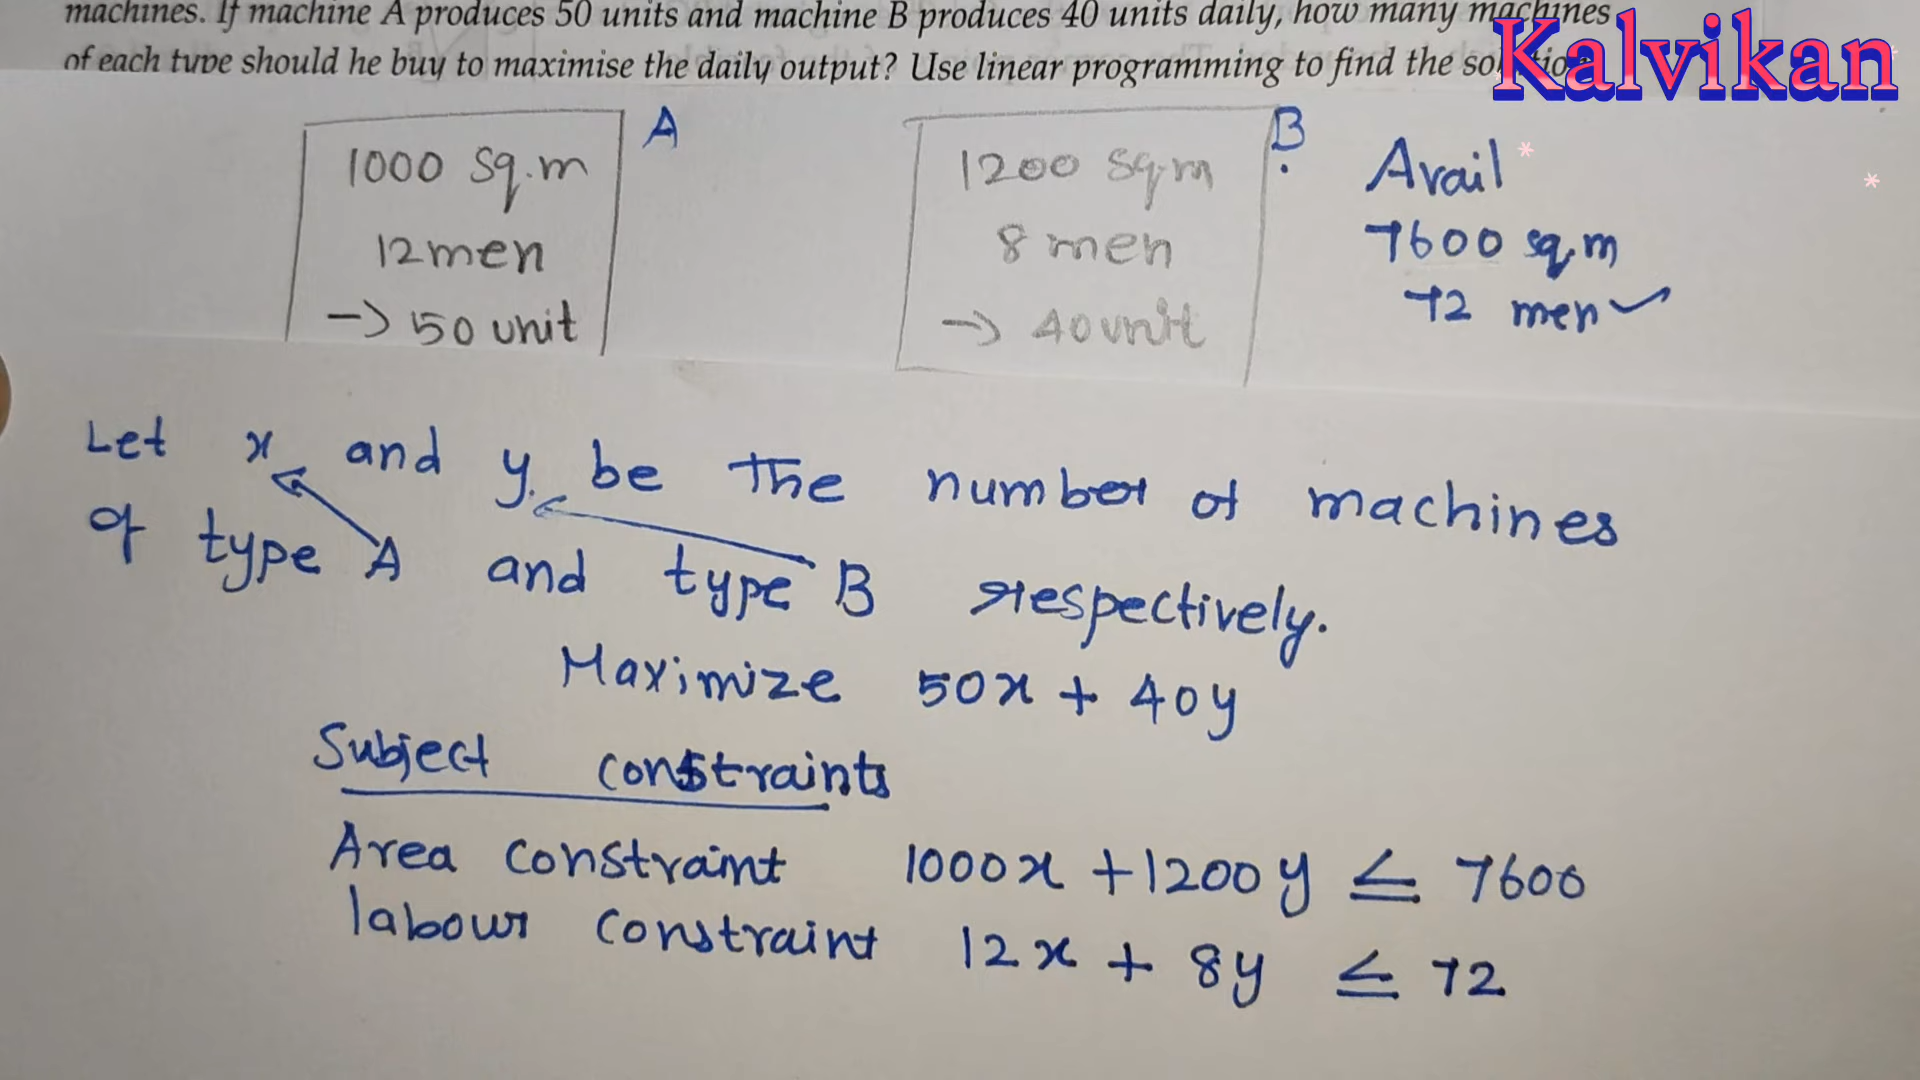 machines. If machine A produces 50 units and machine B produces 40 units daily, how many machines
of each type should he buy to maximise the daily output? Use linear programming to find the
Kalvikan
1000 sq.m
12 men
→ 50 unit
A
1200 sq.m
8 men
→ 40 unit
B
Avail
7600 sq.m
72 men
Let x and y be the number of machines
of type A and type B respectively.
Maximize 50x + 40y
Subject constraints
Area constraint 1000x + 1200y ≤ 7600
labour constraint 12x + 8y ≤ 72